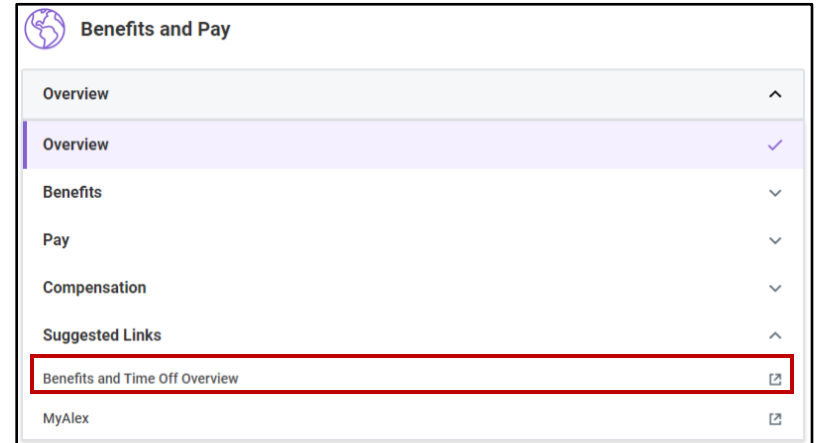 Benefits and Pay
Overview
Overview
Benefits
Pay
Compensation
Suggested Links
Benefits and Time Off Overview
MyAlex